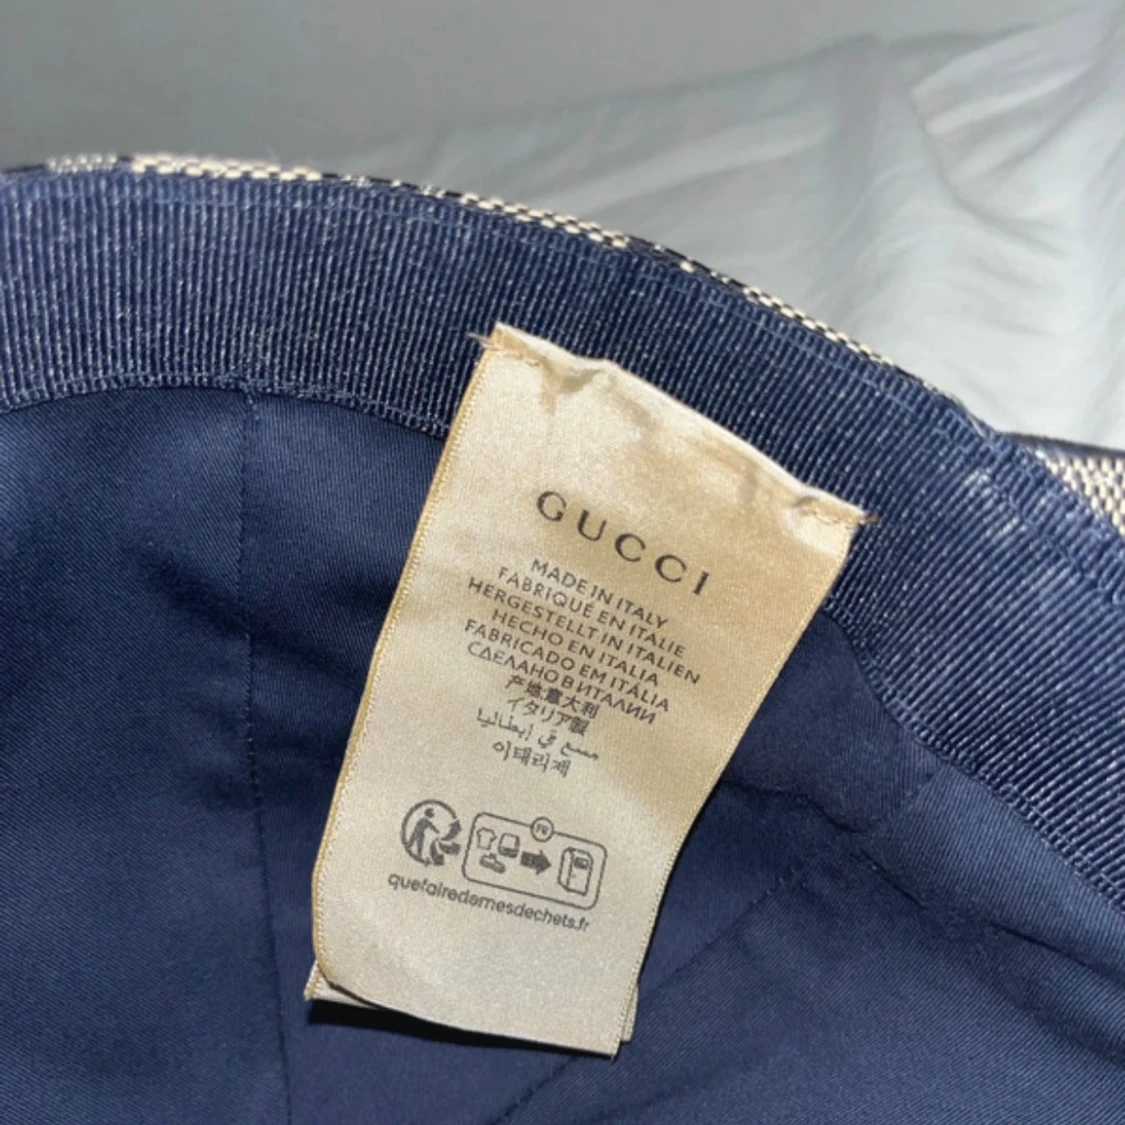 GUCCI
MADE IN ITALY
FABRIQUÉ EN ITALIE
HERGESTELLT IN ITALIEN
HECHO EN ITALIA
FABRICADO EM ITÁLIA
СДЕЛАНО В ИТАЛИИ
产地:意大利
イタリア製
صنع في إيطاليا
이태리제
FR
quefairedemesdechets.fr